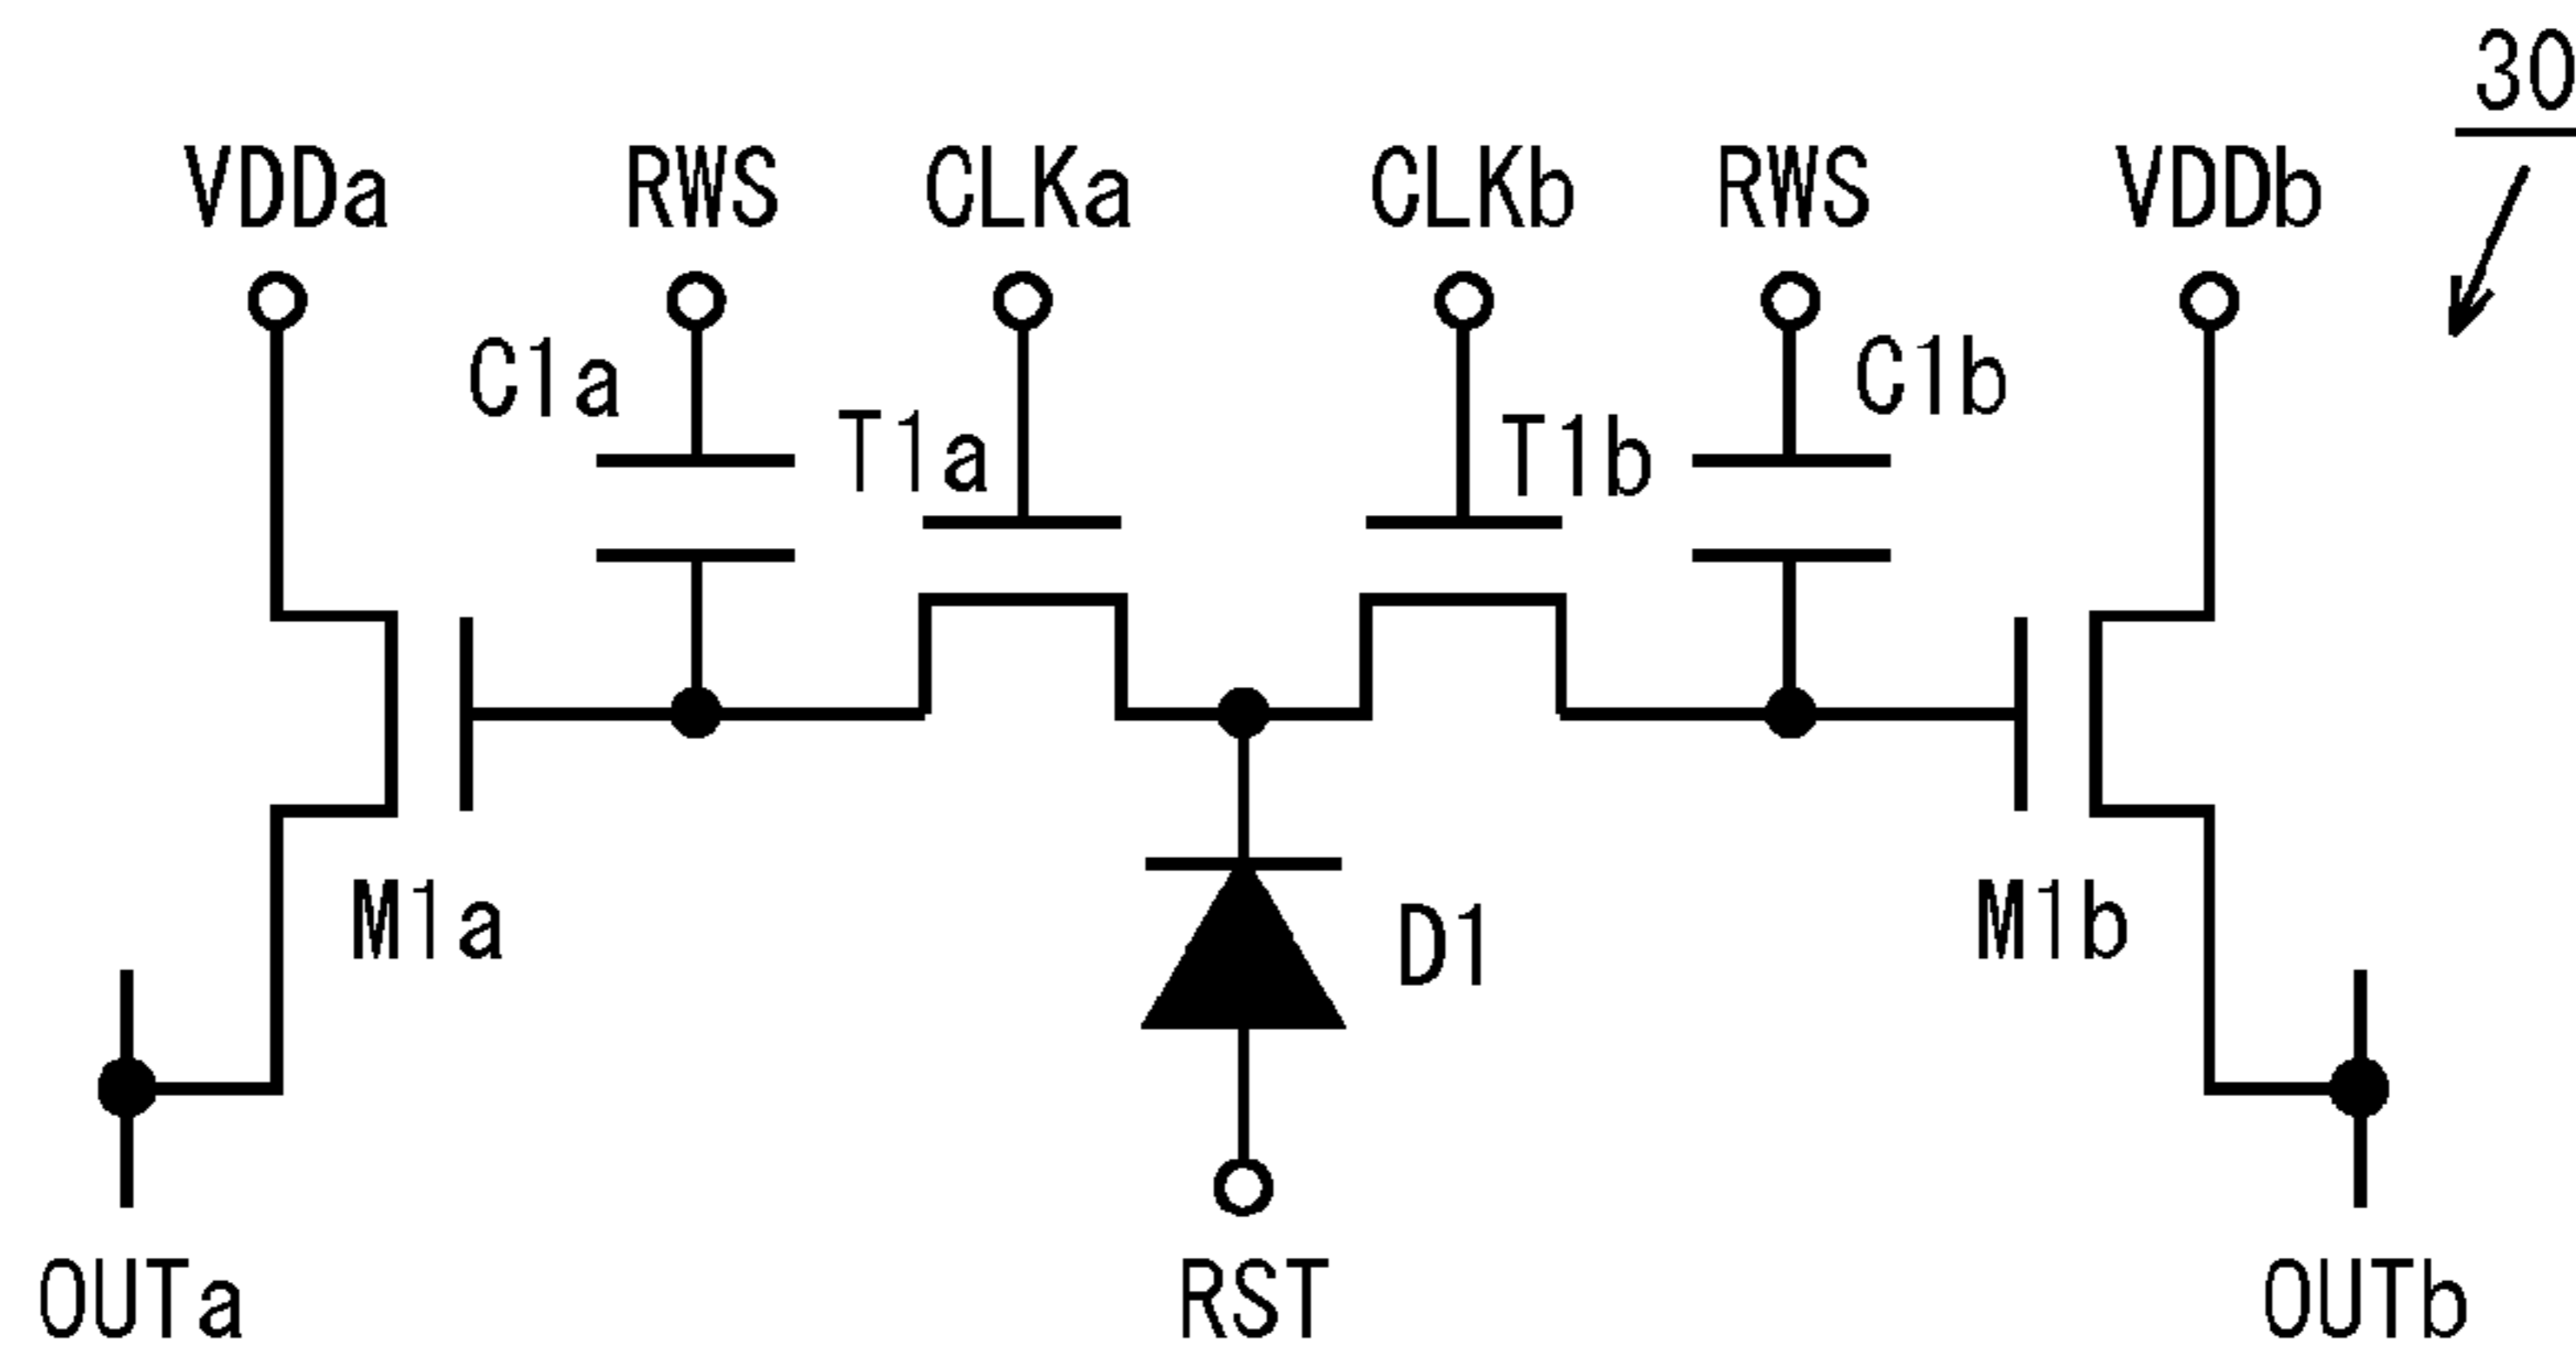 30
VDDa RWS CLKa CLKb RWS VDDb
C1a T1a T1b C1b
M1a D1 M1b
OUTa RST OUTb